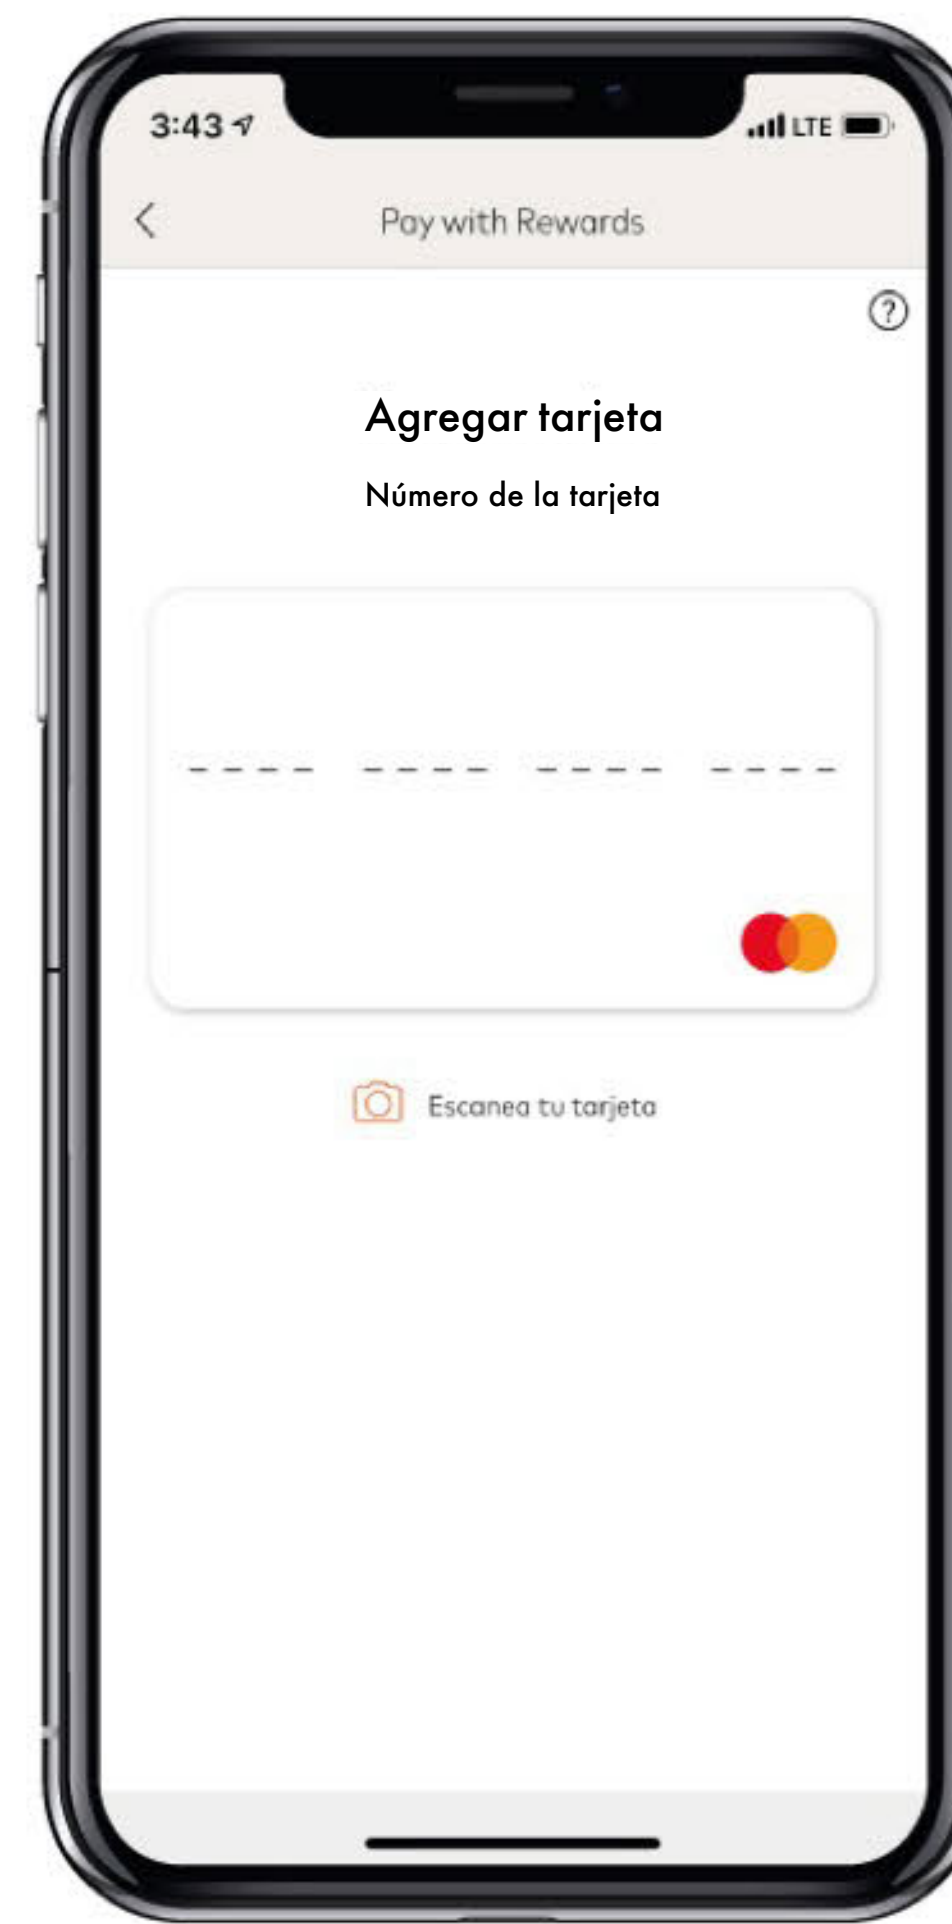 3:43 LTE
Pay with Rewards
?
Agregar tarjeta
Número de la tarjeta
---- ---- ---- ----
Escanea tu tarjeta